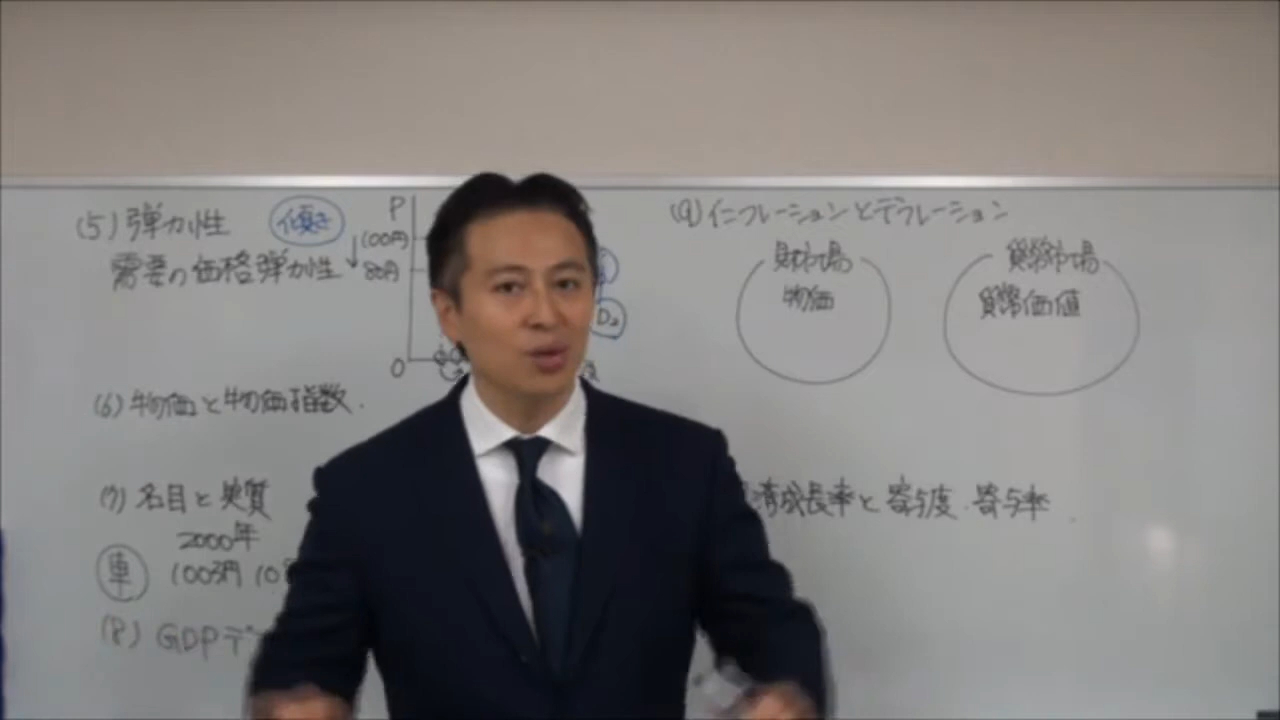 (5) 弾力性 傾き
需要の価格弾力性
P
100円
80円
0
D₂
(6) 物価と物価指数.
(7) 名目と実質
2000年
車 100万円 10
(8) GDPデ
(9) インフレーションとデフレーション
財市場 貨幣市場
物価 貨幣価値
済成長率と寄与度.寄与率.